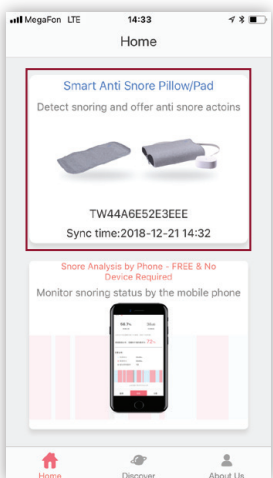 MegaFon LTE 14:33
Home
Smart Anti Snore Pillow/Pad
Detect snoring and offer anti snore actoins
TW44A6E52E3EEE
Sync time:2018-12-21 14:32
Snore Analysis by Phone - FREE & No
Device Required
Monitor snoring status by the mobile phone
Home Discover About Us